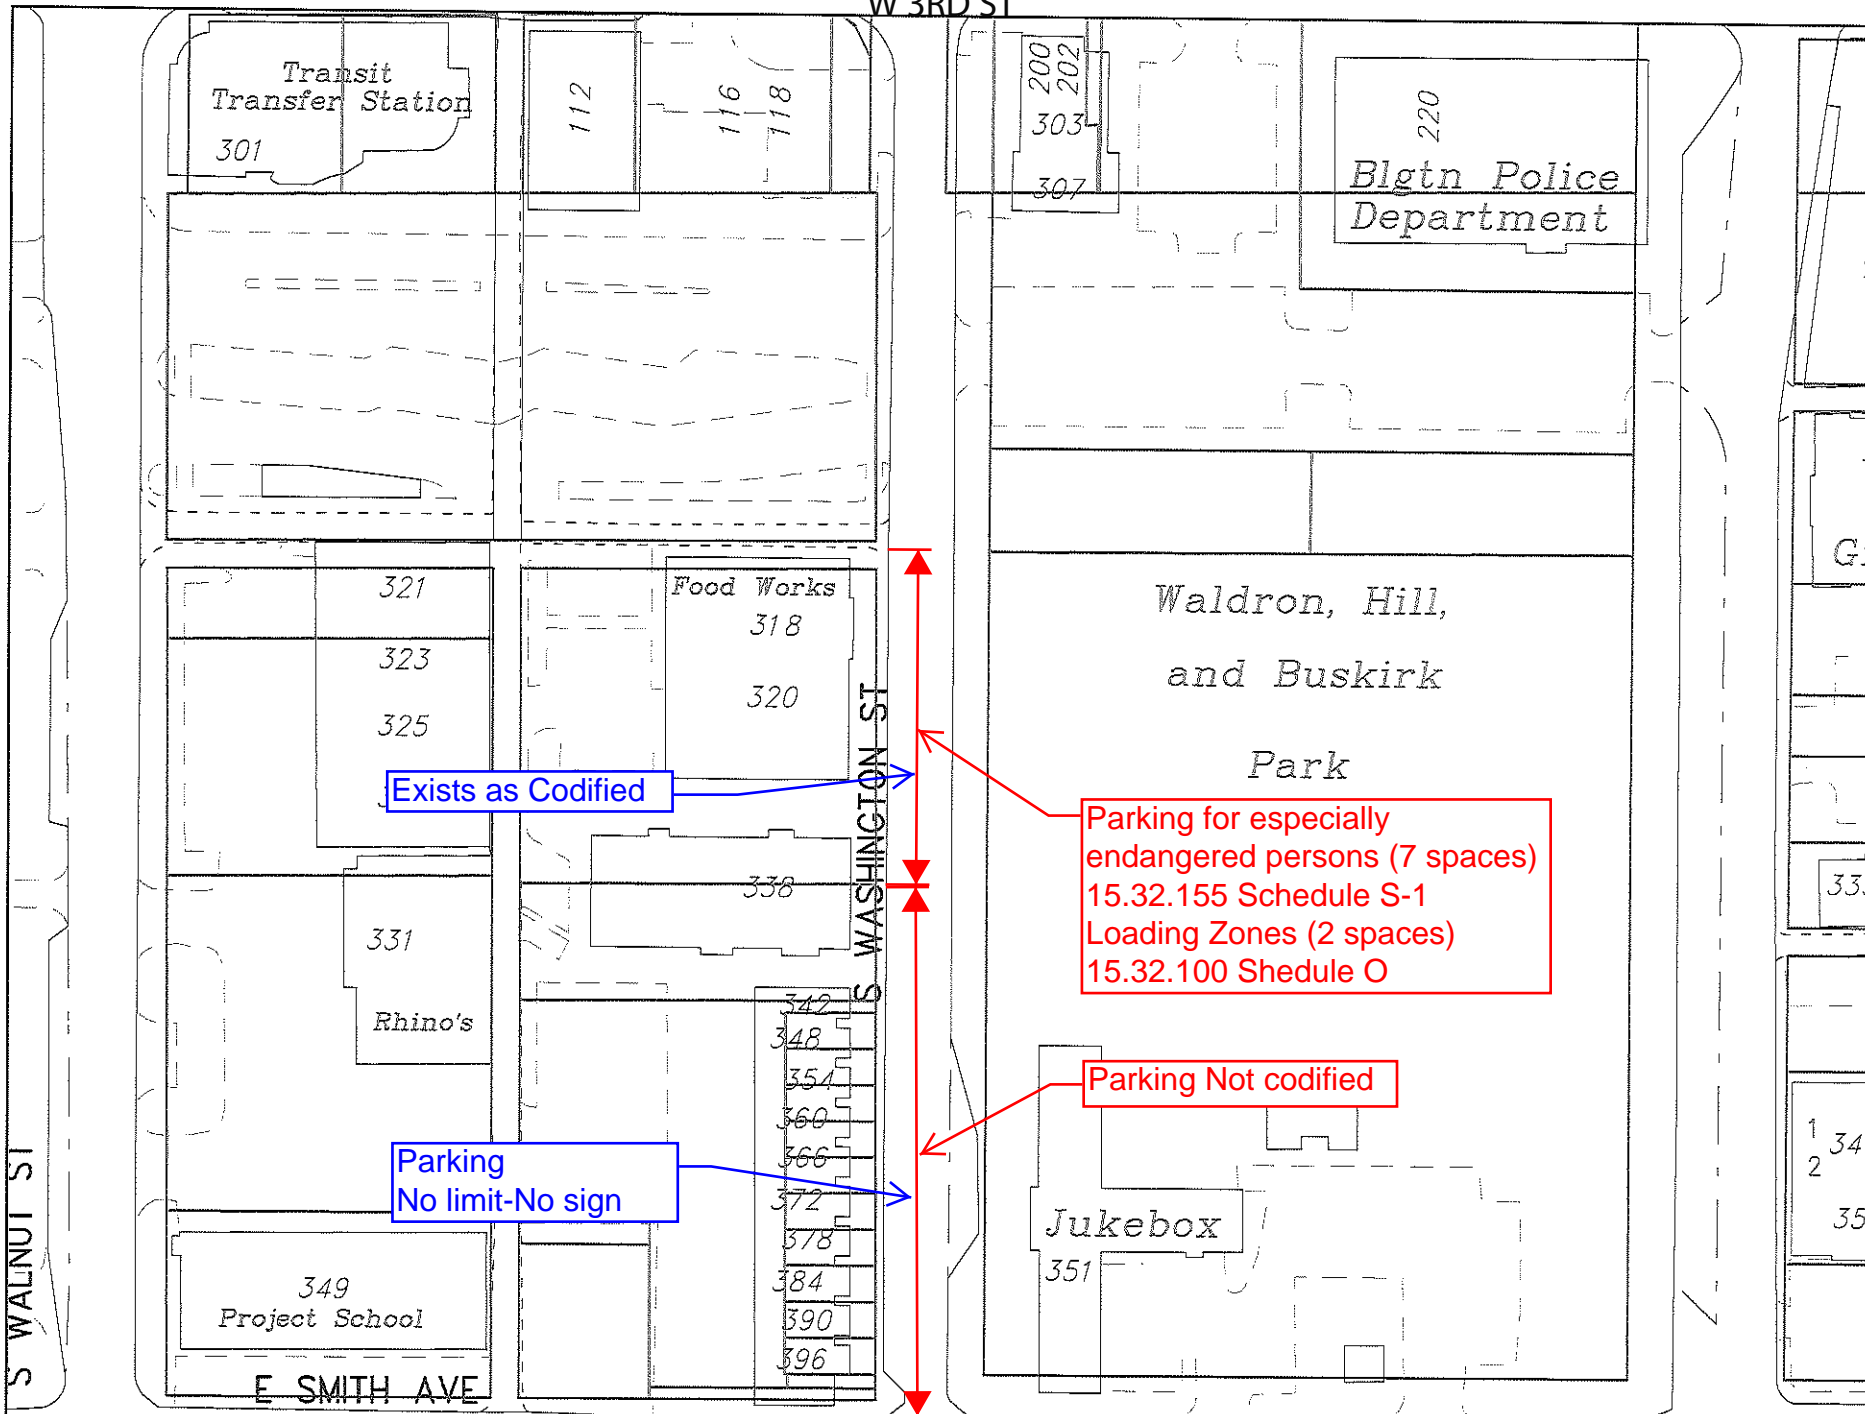 W 3RD ST
Transit
Transfer Station
301
112
116
118
200
202
303
307
220
Blgtn Police
Department
321
323
325
Food Works
318
320
Waldron, Hill,
and Buskirk
Park
Exists as Codified
S WASHINGTON ST
Parking for especially
endangered persons (7 spaces)
15.32.155 Schedule S-1
Loading Zones (2 spaces)
15.32.100 Shedule O
338
331
Rhino's
342
348
354
360
366
372
378
384
390
396
Parking Not codified
Parking
No limit-No sign
Jukebox
351
349
Project School
S WALNUT ST
E SMITH AVE
1
2